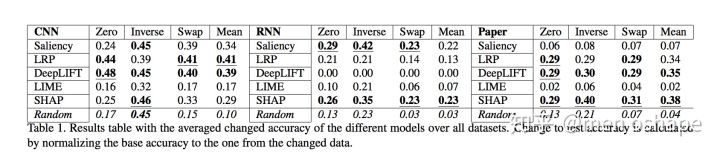 CNN Zero Inverse Swap Mean RNN Zero Inverse Swap Mean Paper Zero Inverse Swap Mean
Saliency 0.24 0.45 0.39 0.34 Saliency 0.29 0.42 0.23 0.22 Saliency 0.06 0.08 0.07 0.07
LRP 0.44 0.39 0.41 0.41 LRP 0.21 0.21 0.14 0.13 LRP 0.29 0.29 0.29 0.34
DeepLIFT 0.48 0.45 0.40 0.39 DeepLIFT 0.00 0.00 0.00 0.00 DeepLIFT 0.29 0.30 0.29 0.35
LIME 0.16 0.32 0.17 0.17 LIME 0.10 0.21 0.06 0.07 LIME 0.02 0.06 0.04 0.02
SHAP 0.25 0.46 0.33 0.29 SHAP 0.26 0.35 0.23 0.23 SHAP 0.29 0.40 0.31 0.38
Random 0.17 0.45 0.15 0.10 Random 0.13 0.23 0.03 0.03 Random 0.13 0.21 0.07 0.04
Table 1. Results table with the averaged changed accuracy of the different models over all datasets. Change to test accuracy is calculated
by normalizing the base accuracy to the one from the changed data.